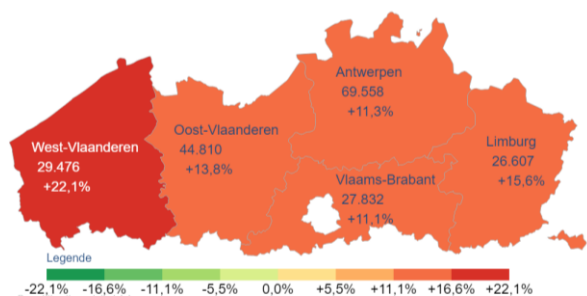 Antwerpen
69.558
+11,3%
West-Vlaanderen
29.476
+22,1%
Oost-Vlaanderen
44.810
+13,8%
Limburg
26.607
+15,6%
Vlaams-Brabant
27.832
+11,1%
Legende
-22,1% -16,6% -11,1% -5,5% 0,0% +5,5% +11,1% +16,6% +22,1%